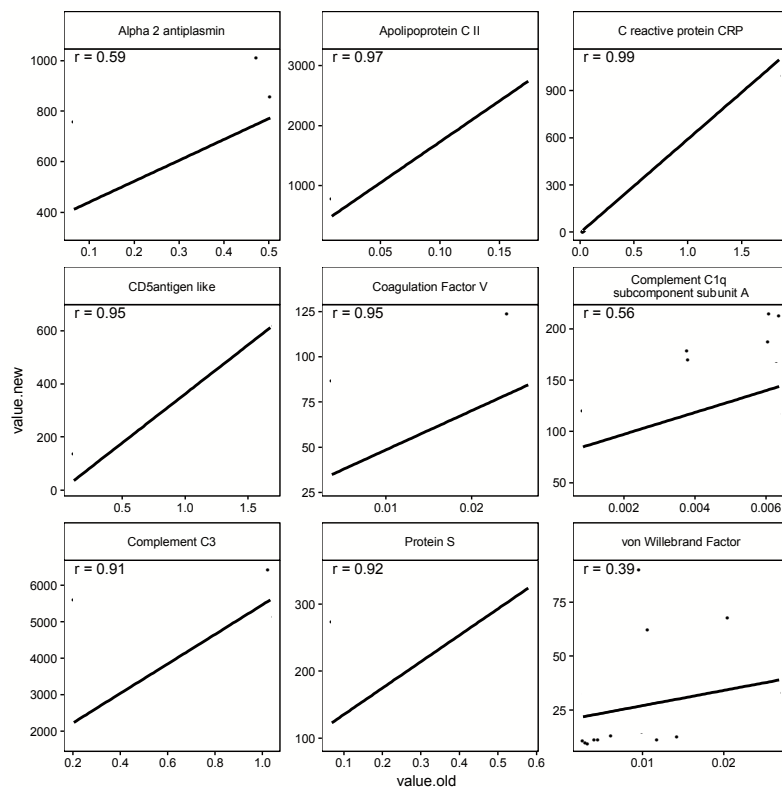 Alpha 2 antiplasmin
Apolipoprotein C II
C reactive protein CRP
r = 0.59
r = 0.97
r = 0.99
1000
800
600
400
3000
2000
1000
900
600
300
0
0.1 0.2 0.3 0.4 0.5
0.05 0.10 0.15
0.0 0.5 1.0 1.5
CD5antigen like
Coagulation Factor V
Complement C1q
subcomponent subunit A
r = 0.95
r = 0.95
r = 0.56
600
400
200
0
125
100
75
50
25
200
150
100
50
0.5 1.0 1.5
0.01 0.02
0.002 0.004 0.006
Complement C3
Protein S
von Willebrand Factor
r = 0.91
r = 0.92
r = 0.39
6000
5000
4000
3000
2000
300
200
100
75
50
25
0.2 0.4 0.6 0.8 1.0
0.1 0.2 0.3 0.4 0.5 0.6
0.01 0.02
value.new
value.old